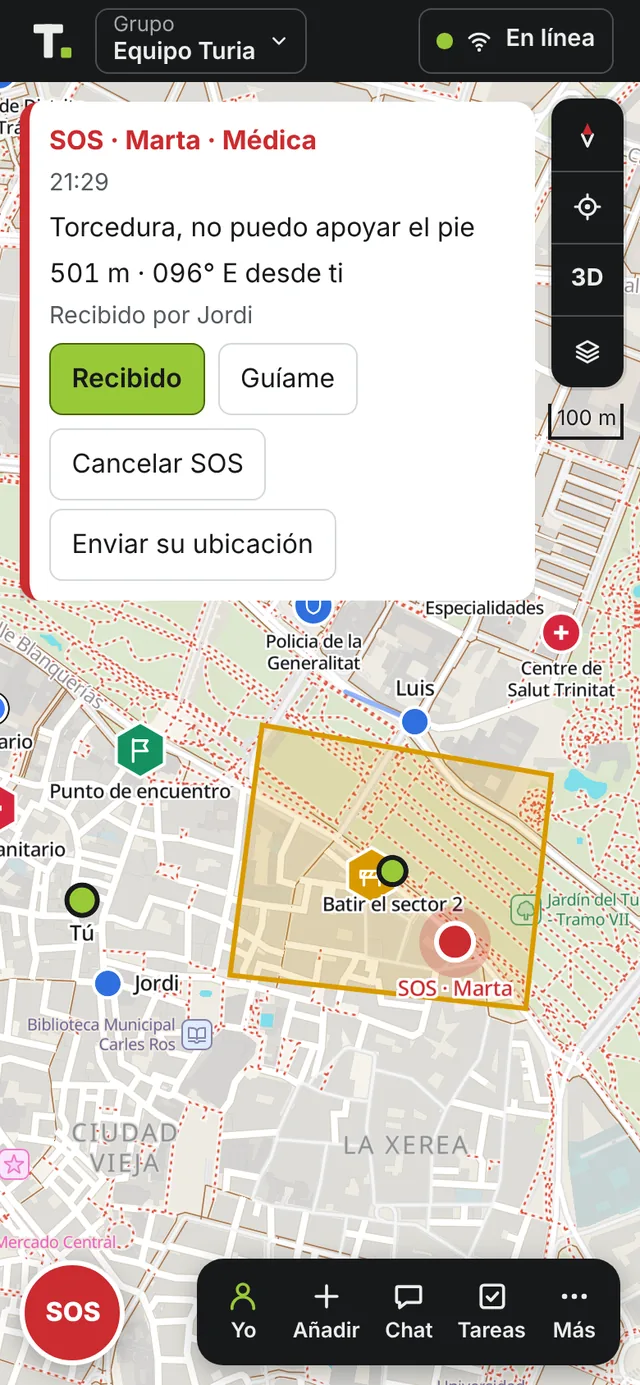 T.
Grupo
Equipo Turia
En línea
SOS · Marta · Médica
21:29
Torcedura, no puedo apoyar el pie
501 m · 096° E desde ti
Recibido por Jordi
Recibido
Guíame
Cancelar SOS
Enviar su ubicación
3D
100 m
Especialidades
Policia de la
Generalitat
Centre de
Salut Trinitat
Luis
Blanquerías
Punto de encuentro
Batir el sector 2
Jardín del Tu
Tramo VII
Tú
SOS · Marta
Jordi
Biblioteca Municipal
Carles Ros
CIUDAD
VIEJA
LA XEREA
Mercado Central
SOS
Yo
Añadir
Chat
Tareas
Más